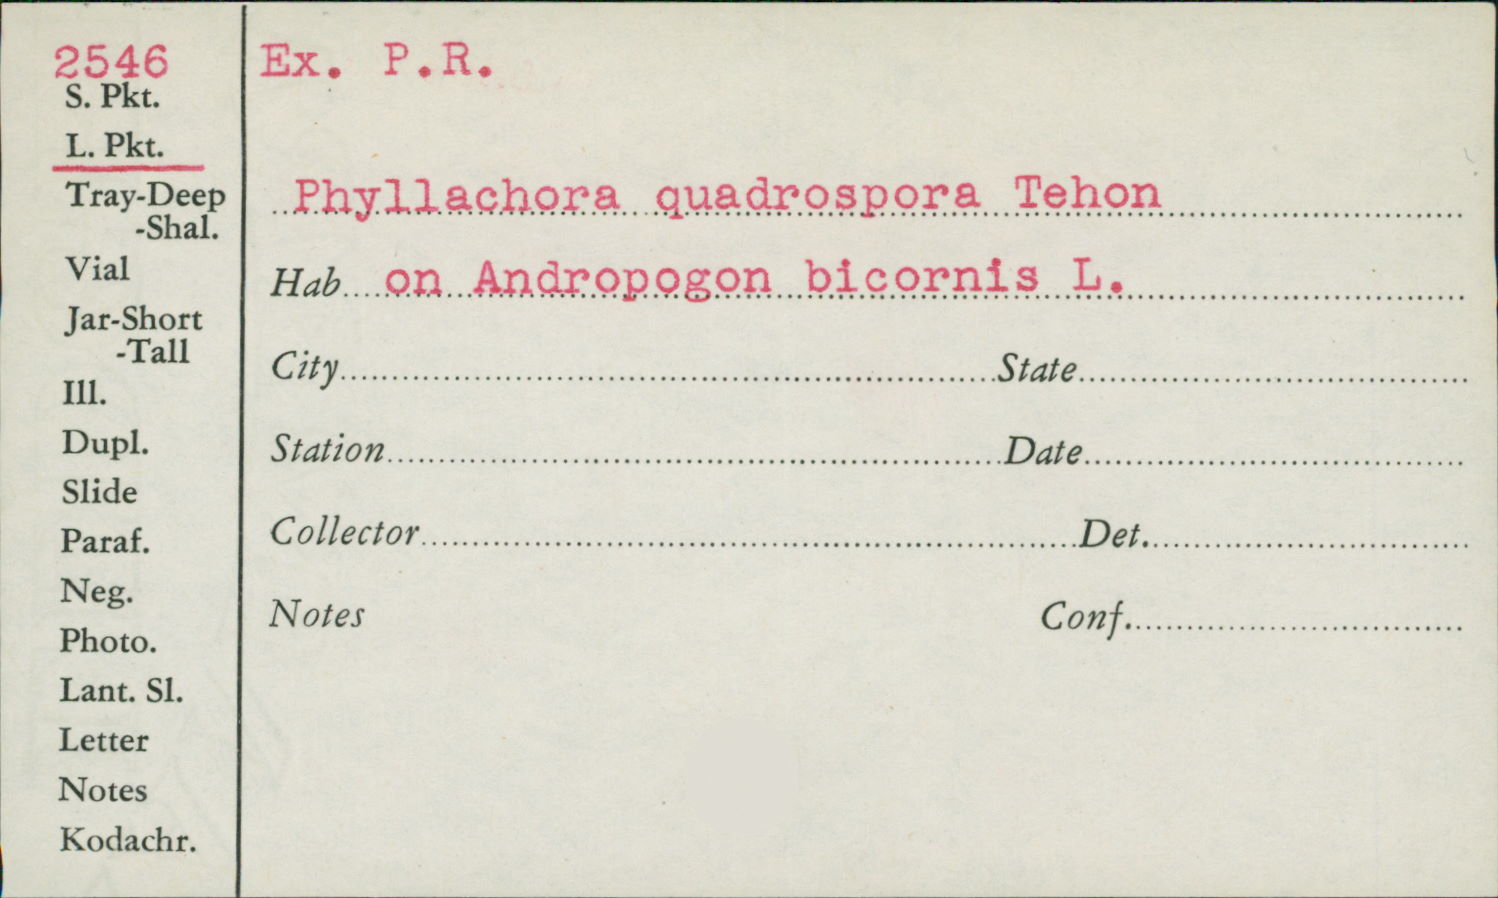 2546
S. Pkt.
L. Pkt.
Tray-Deep
-Shal.
Vial
Jar-Short
-Tall
Ill.
Dupl.
Slide
Paraf.
Neg.
Photo.
Lant. Sl.
Letter
Notes
Kodachr.
Ex. P.R.
Phyllachora quadrospora Tehon
Hab. on Andropogon bicornis L.
City State
Station Date
Collector Det.
Notes Conf.